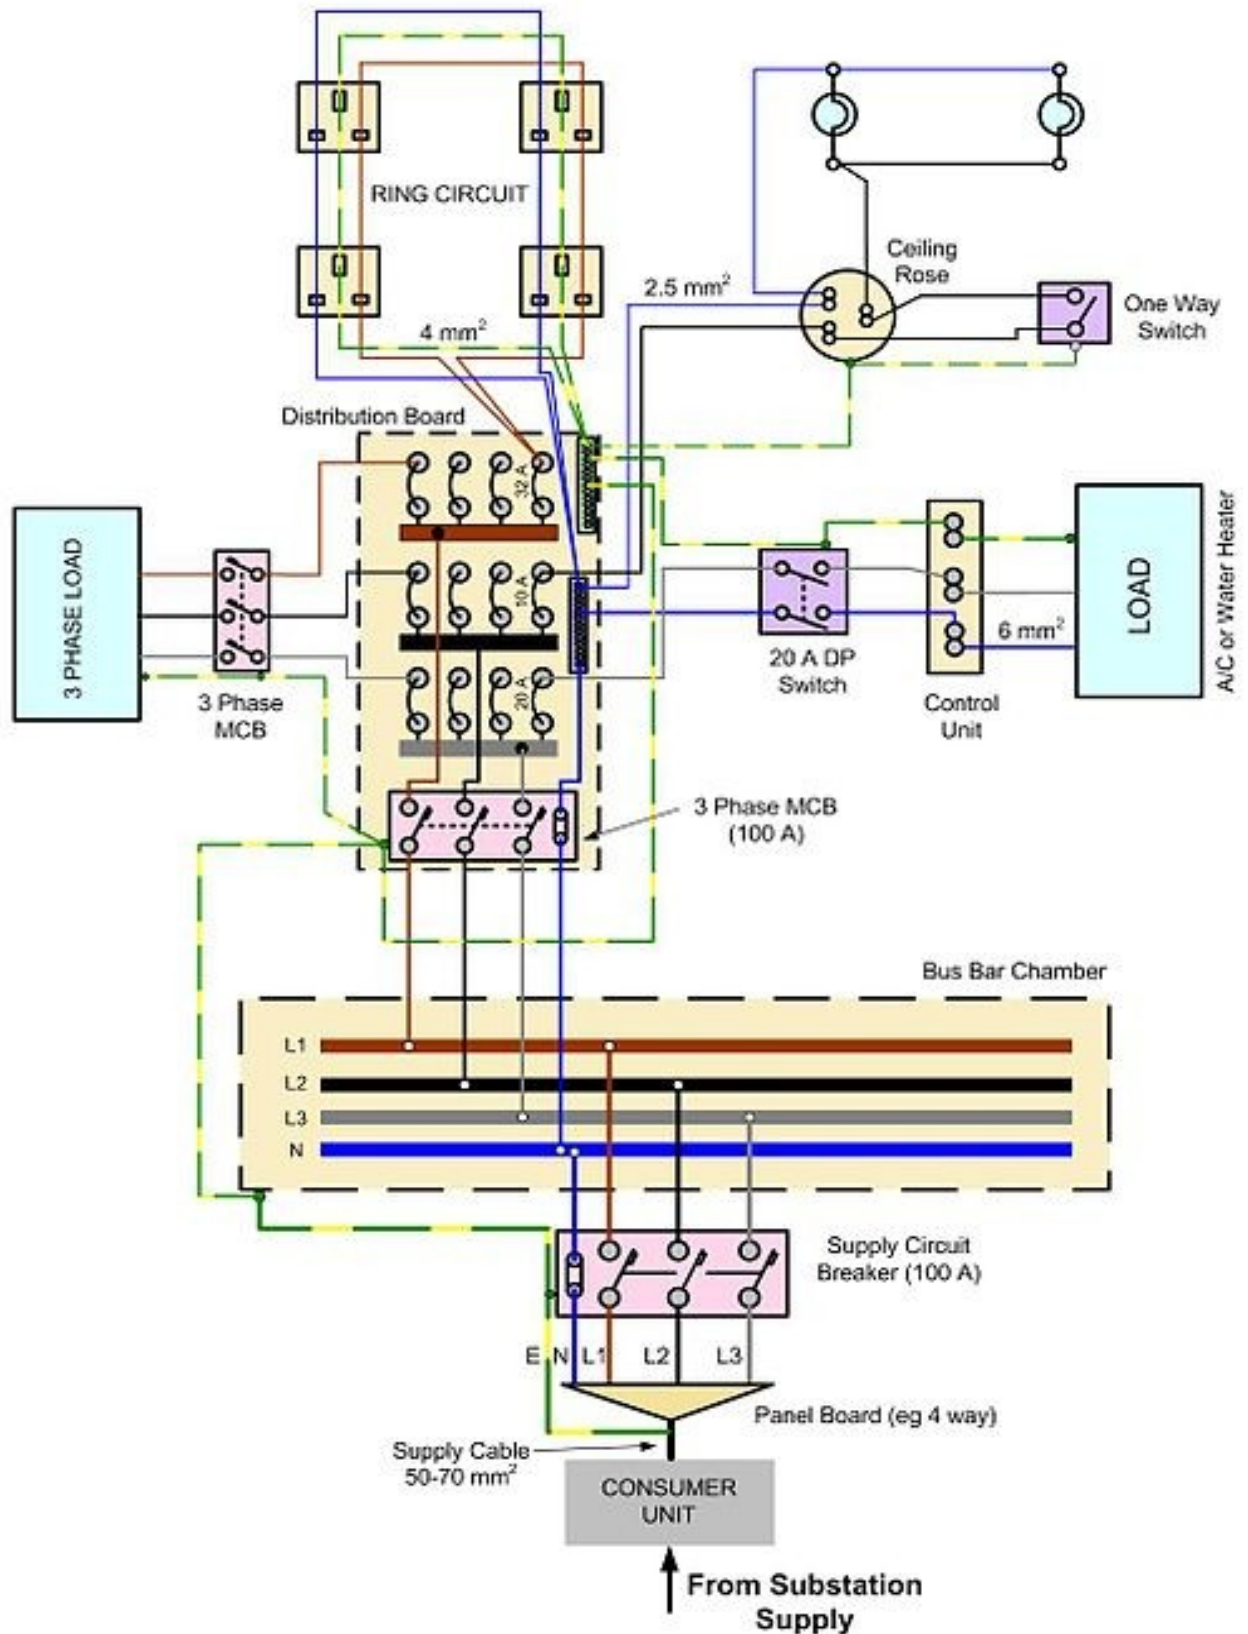 RING CIRCUIT
4 mm²
2.5 mm²
Ceiling
Rose
One Way
Switch
Distribution Board
32 A
10 A
20 A
3 PHASE LOAD
3 Phase
MCB
20 A DP
Switch
Control
Unit
6 mm²
LOAD
A/C or Water Heater
3 Phase MCB
(100 A)
Bus Bar Chamber
L1
L2
L3
N
Supply Circuit
Breaker (100 A)
E N L1 L2 L3
Panel Board (eg 4 way)
Supply Cable
50-70 mm²
CONSUMER
UNIT
From Substation
Supply